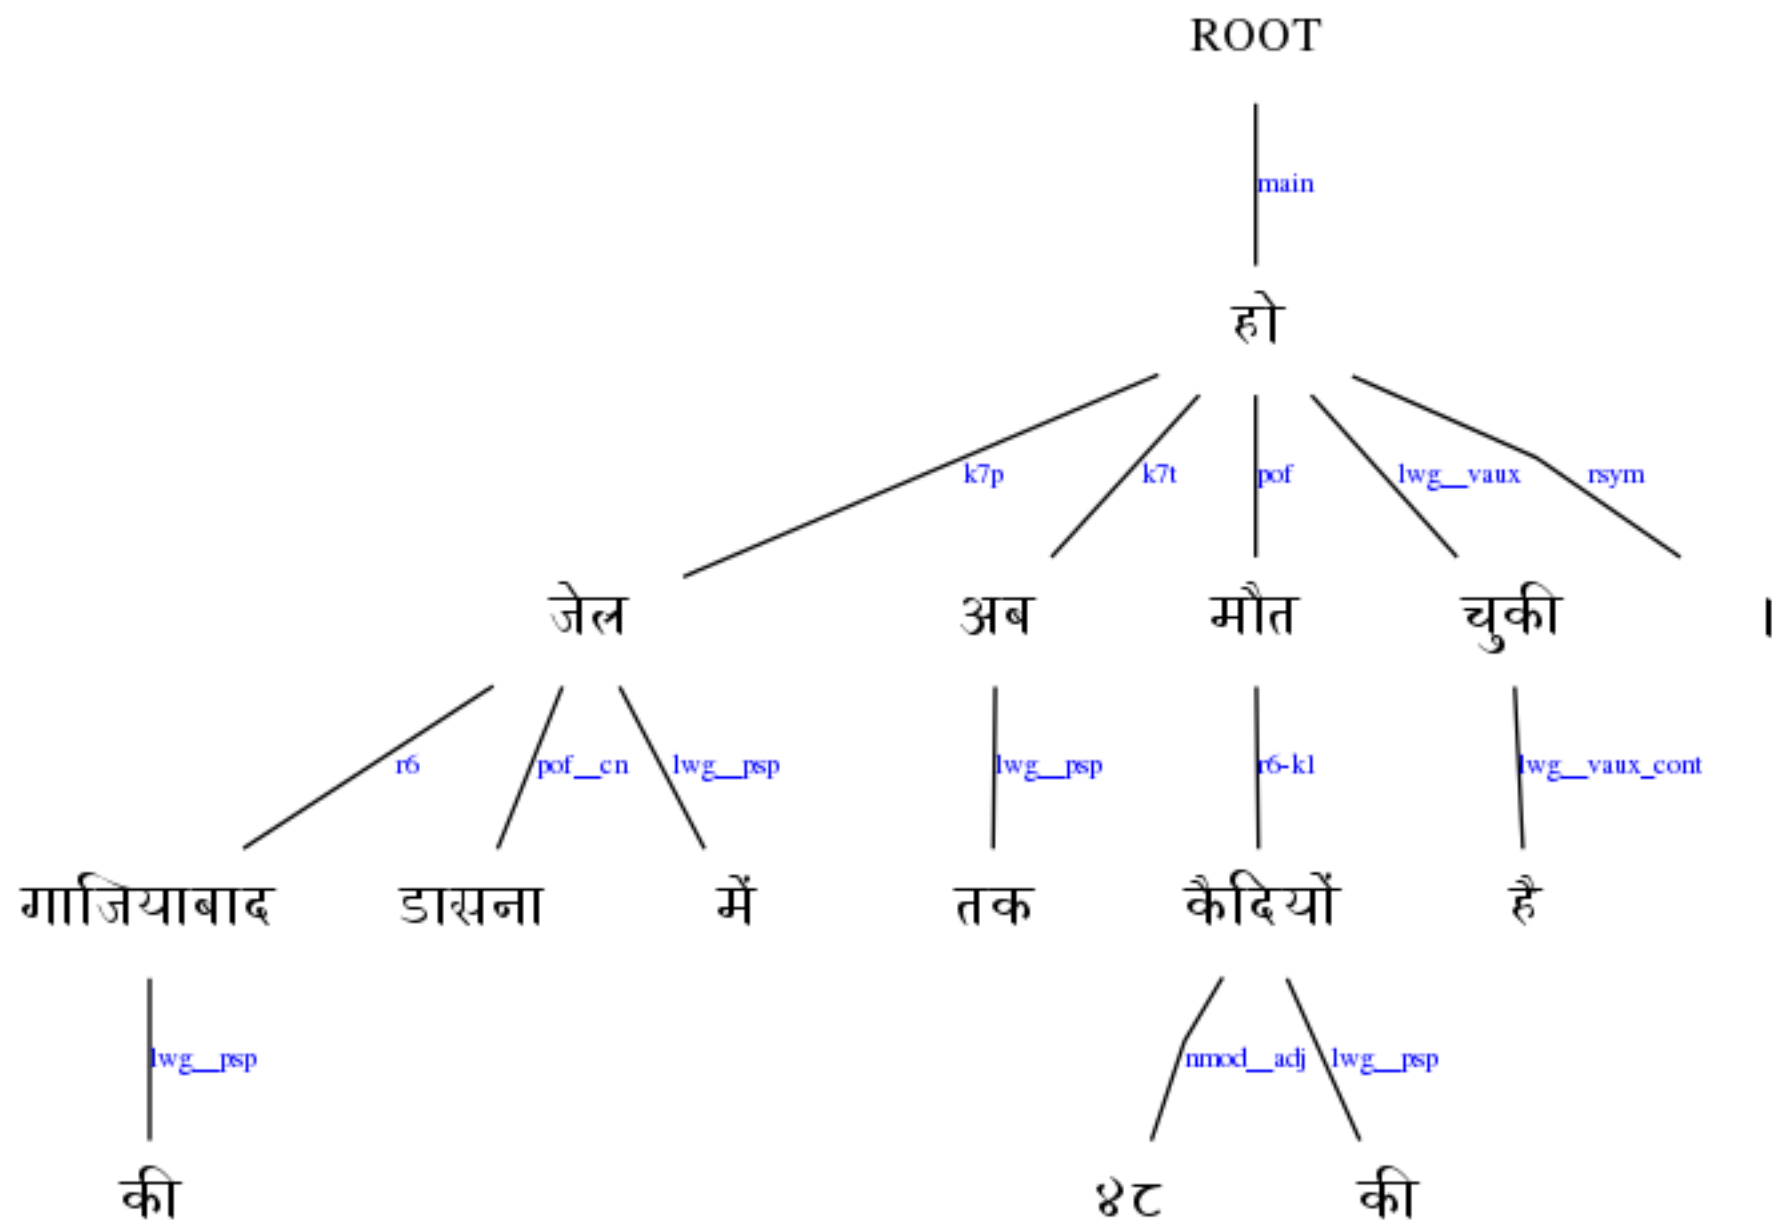 ROOT
main
हो
k7p k7t pof lwg__vaux rsym
जेल अब मौत चुकी ।
r6 pof__cn lwg__psp lwg__psp r6-k1 lwg__vaux_cont
गाजियाबाद डासना में तक कैदियों है
lwg__psp nmod__adj lwg__psp
की ४८ की